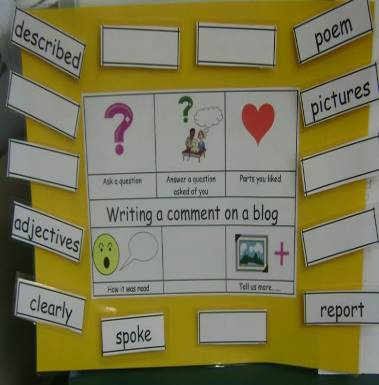 described
poem
pictures
?
?
Ask a question
Answer a question
asked of you
Parts you liked
Writing a comment on a blog
adjectives
+
How it was read
Tell us more.....
clearly
spoke
report